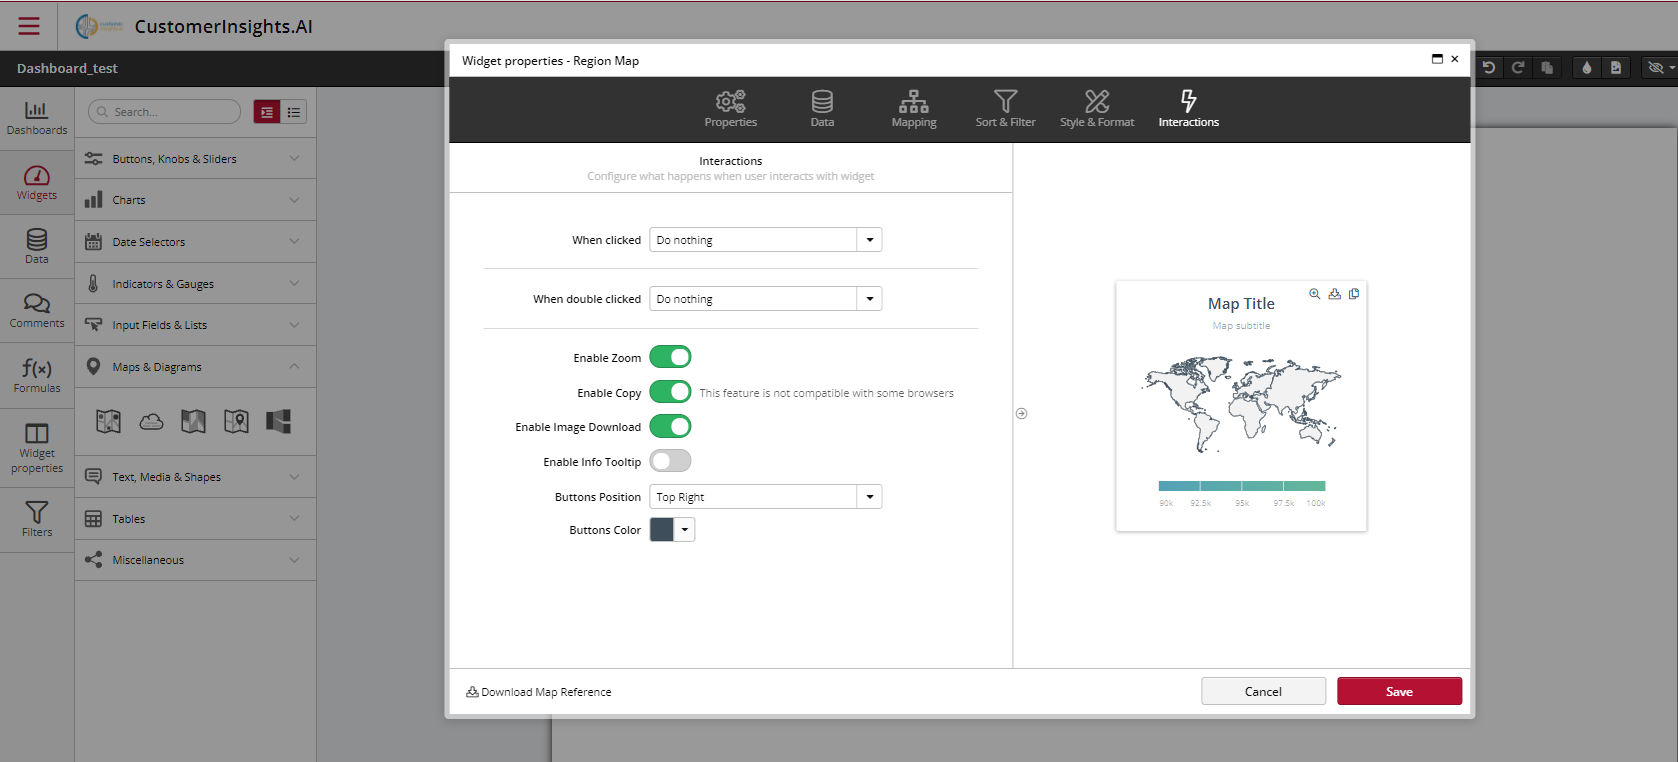 CustomerInsights.AI
Dashboard_test
Dashboards
Widgets
Data
Comments
f(x)
Formulas
Widget
properties
Filters
Search...
Buttons, Knobs & Sliders
Charts
Date Selectors
Indicators & Gauges
Input Fields & Lists
Maps & Diagrams
Text, Media & Shapes
Tables
Miscellaneous
Widget properties - Region Map
Properties
Data
Mapping
Sort & Filter
Style & Format
Interactions
Interactions
Configure what happens when user interacts with widget
When clicked
Do nothing
When double clicked
Do nothing
Enable Zoom
Enable Copy
This feature is not compatible with some browsers
Enable Image Download
Enable Info Tooltip
Buttons Position
Top Right
Buttons Color
Map Title
Map subtitle
90k 92.5k 95k 97.5k 100k
Download Map Reference
Cancel
Save